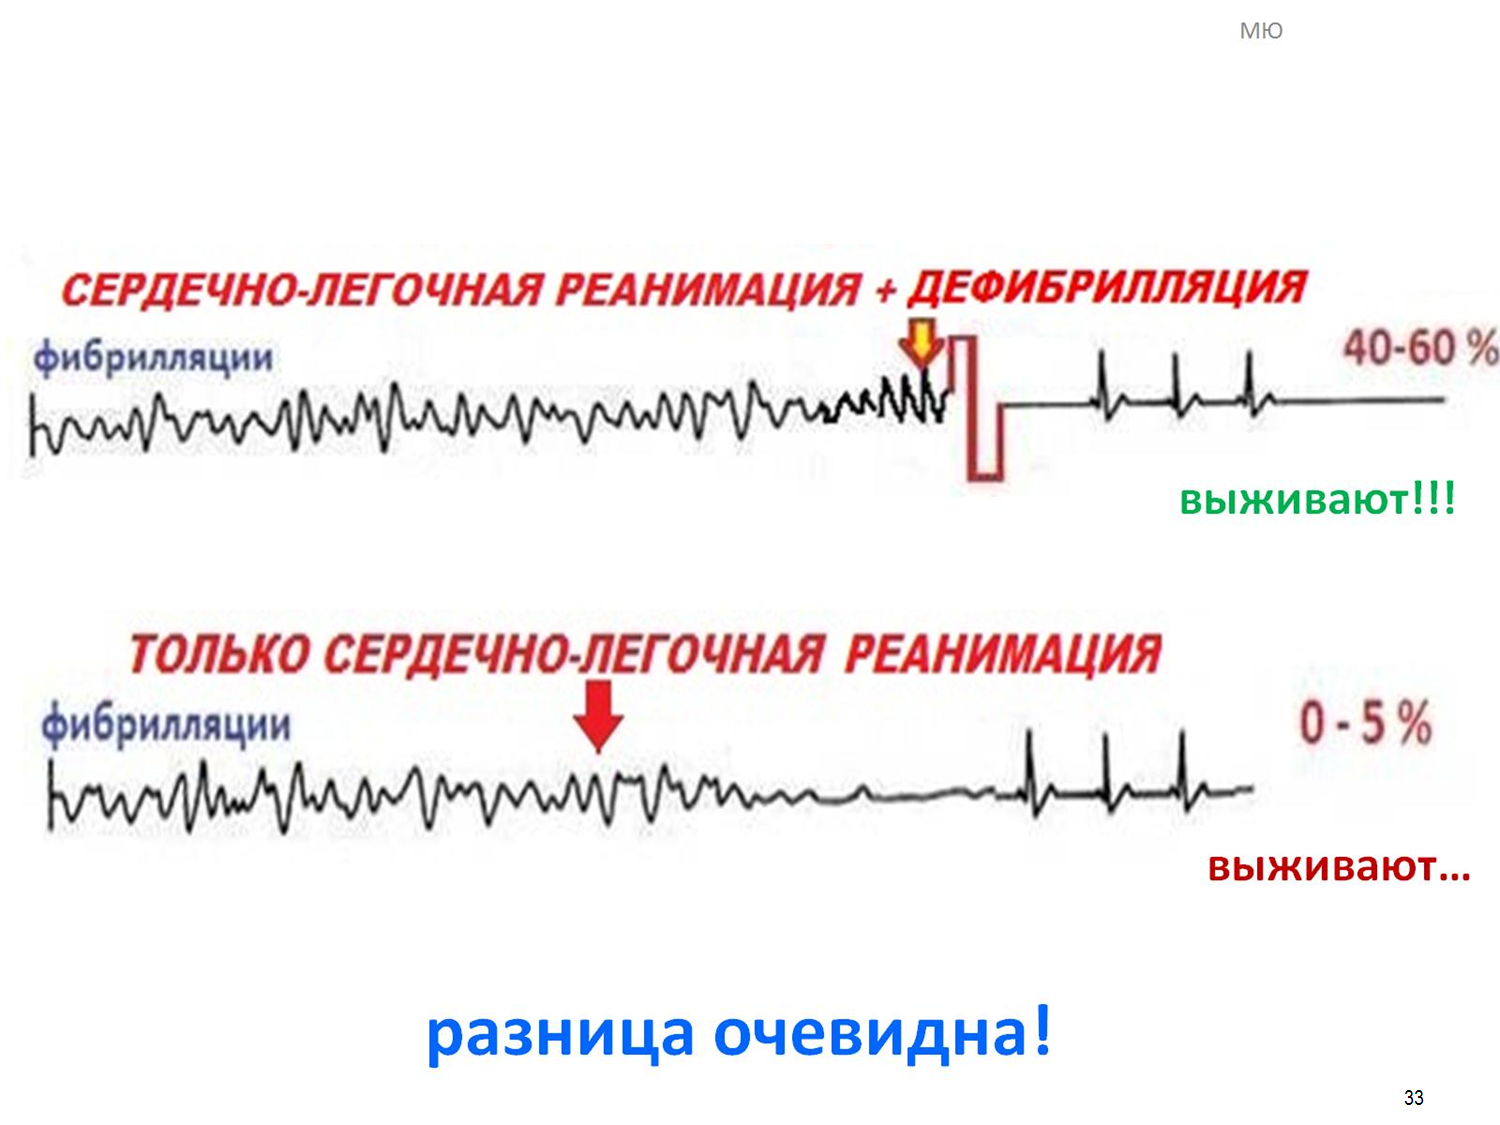 МЮ
СЕРДЕЧНО-ЛЕГОЧНАЯ РЕАНИМАЦИЯ + ДЕФИБРИЛЛЯЦИЯ
фибрилляции
40-60 %
выживают!!!
ТОЛЬКО СЕРДЕЧНО-ЛЕГОЧНАЯ РЕАНИМАЦИЯ
фибрилляции
0 - 5 %
выживают...
разница очевидна!
33